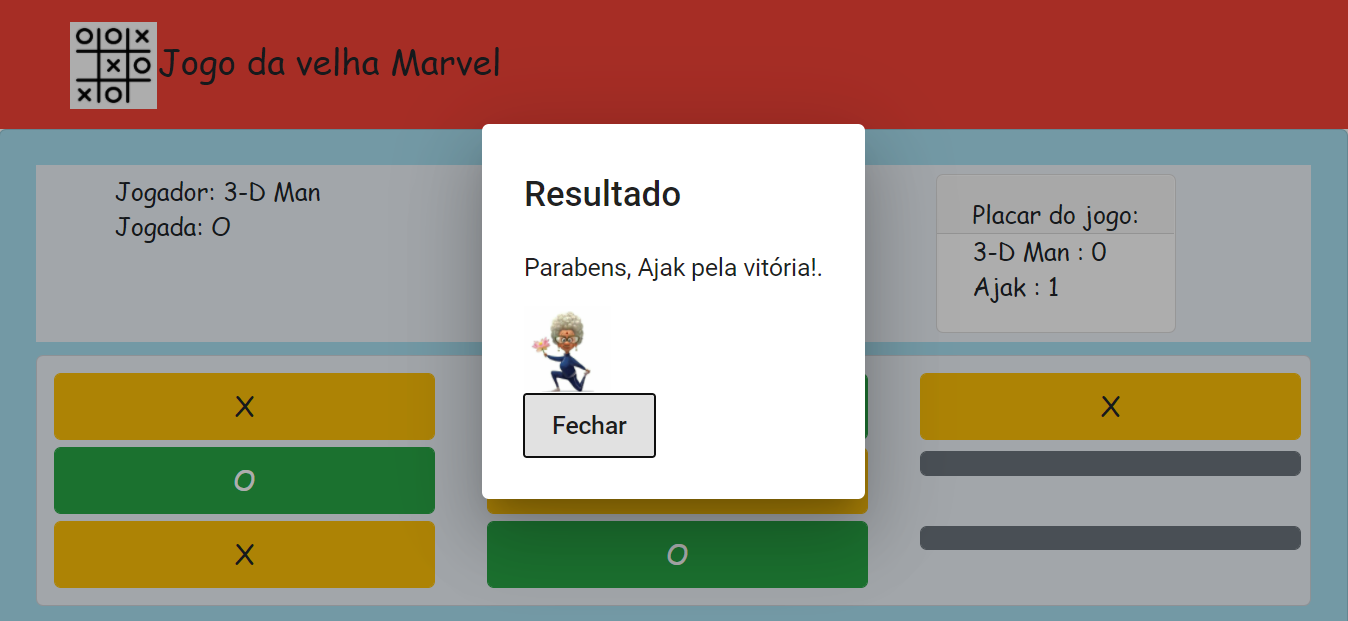 O O X
X O
X O
Jogo da velha Marvel
Jogador: 3-D Man
Jogada: O
Resultado
Parabens, Ajak pela vitória!.
Fechar
Placar do jogo:
3-D Man : 0
Ajak : 1
X X
O
X O